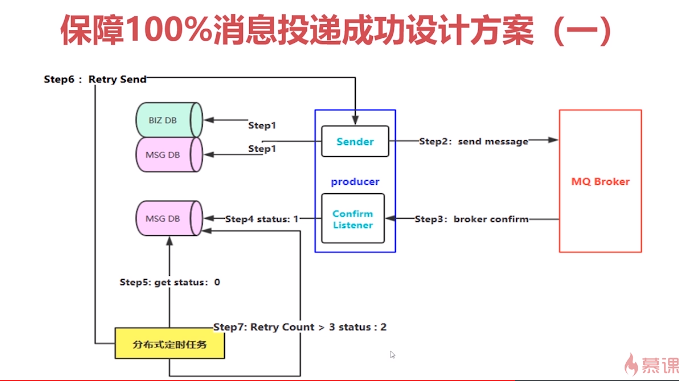 保障100%消息投递成功设计方案（一）
Step6 : Retry Send
BIZ DB
Step1
MSG DB
Step1
Sender
Step2: send message
producer
MQ Broker
MSG DB
Step4 status: 1
Confirm
Listener
Step3: broker confirm
Step5: get status: 0
Step7: Retry Count > 3 status : 2
分布式定时任务
慕课